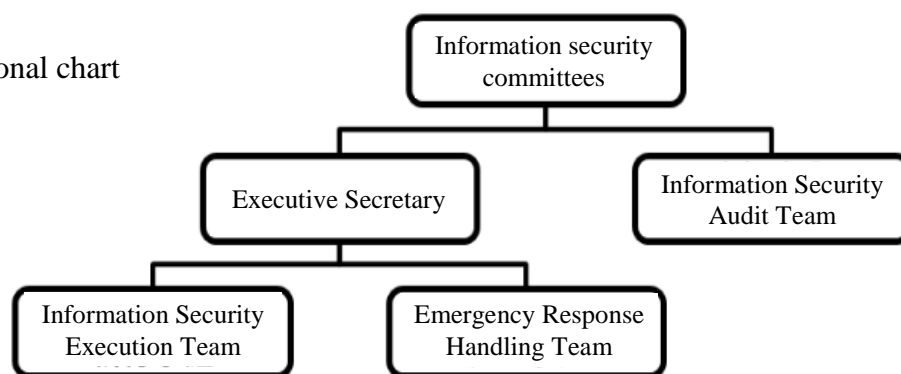 Information security
committees
onal chart
Executive Secretary
Information Security
Audit Team
Information Security
Execution Team
Emergency Response
Handling Team